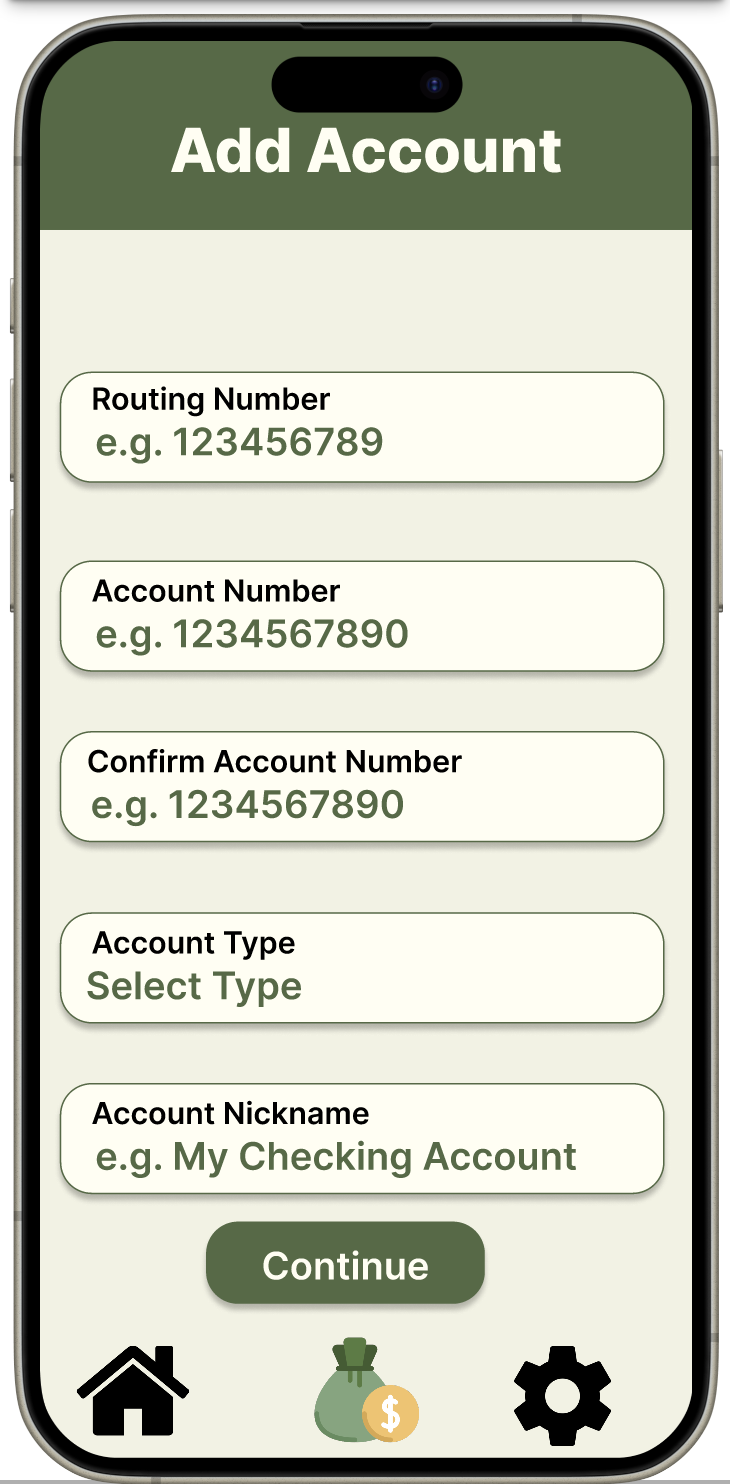 Add Account
Routing Number
e.g. 123456789
Account Number
e.g. 1234567890
Confirm Account Number
e.g. 1234567890
Account Type
Select Type
Account Nickname
e.g. My Checking Account
Continue
$